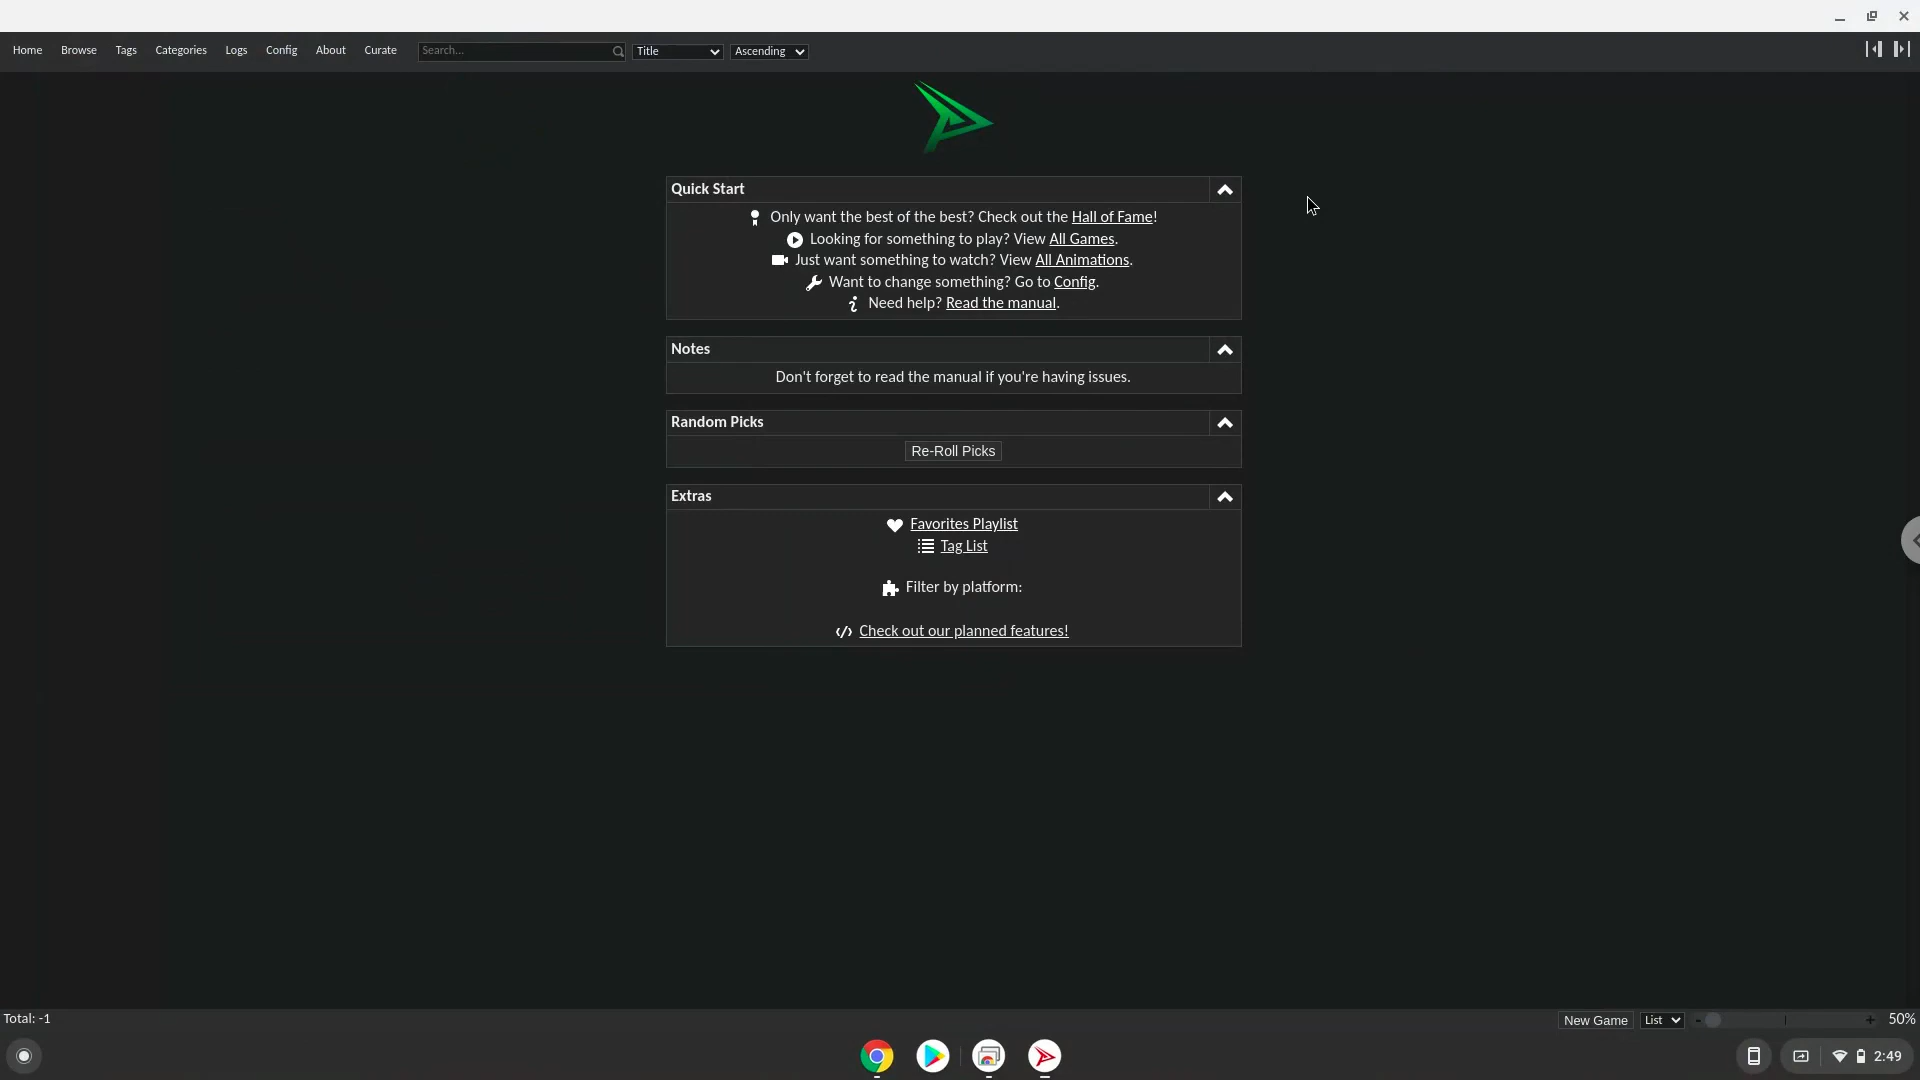 Home Browse Tags Categories Logs Config About Curate Search... Title Ascending
Quick Start
Only want the best of the best? Check out the Hall of Fame!
Looking for something to play? View All Games.
Just want something to watch? View All Animations.
Want to change something? Go to Config.
Need help? Read the manual.
Notes
Don't forget to read the manual if you're having issues.
Random Picks
Re-Roll Picks
Extras
Favorites Playlist
Tag List
Filter by platform:
Check out our planned features!
Total: -1 New Game List - + 50%
2:49